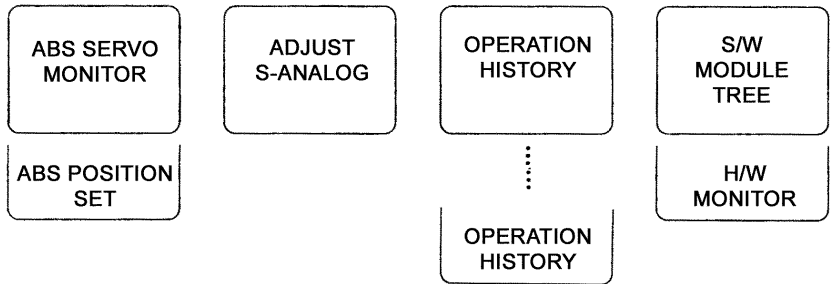 ABS SERVO
MONITOR
ADJUST
S-ANALOG
OPERATION
HISTORY
S/W
MODULE
TREE
ABS POSITION
SET
H/W
MONITOR
OPERATION
HISTORY